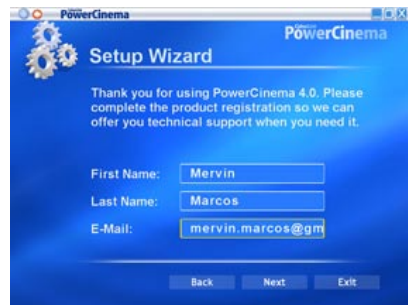 PowerCinema
CyberLink
PowerCinema
Setup Wizard
Thank you for using PowerCinema 4.0. Please
complete the product registration so we can
offer you technical support when you need it.
First Name: Mervin
Last Name: Marcos
E-Mail: mervin.marcos@gm
Back Next Exit